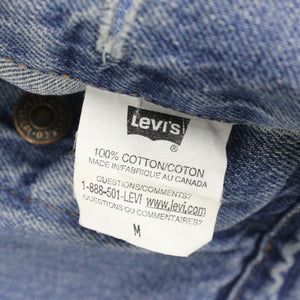 Levi's
®
100% COTTON/COTON
MADE IN/FABRIQUE AU CANADA
QUESTIONS/COMMENTS?
1-888-501-LEVI www.levi.com
QUESTIONS OU COMMENTAIRES?
M